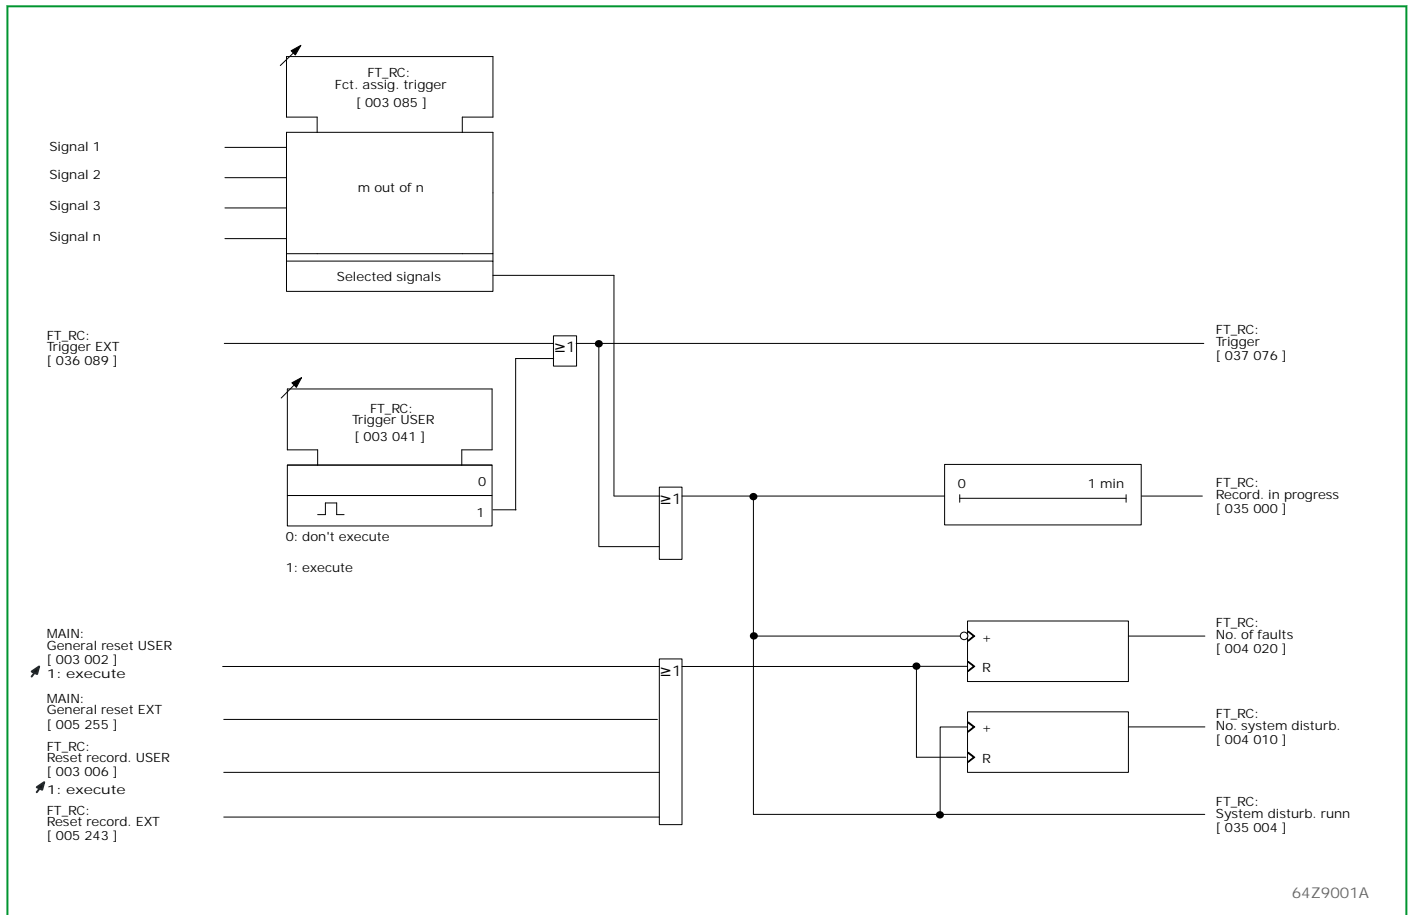 FT_RC:
Fct. assig. trigger
[ 003 085 ]
Signal 1
Signal 2
Signal 3
Signal n
m out of n
Selected signals
FT_RC:
Trigger EXT
[ 036 089 ]
≥1
FT_RC:
Trigger
[ 037 076 ]
FT_RC:
Trigger USER
[ 003 041 ]
0
1
0: don't execute
1: execute
≥1
0 1 min
FT_RC:
Record. in progress
[ 035 000 ]
MAIN:
General reset USER
[ 003 002 ]
1: execute
MAIN:
General reset EXT
[ 005 255 ]
FT_RC:
Reset record. USER
[ 003 006 ]
1: execute
FT_RC:
Reset record. EXT
[ 005 243 ]
≥1
+
R
FT_RC:
No. of faults
[ 004 020 ]
+
R
FT_RC:
No. system disturb.
[ 004 010 ]
FT_RC:
System disturb. runn
[ 035 004 ]
64Z9001A